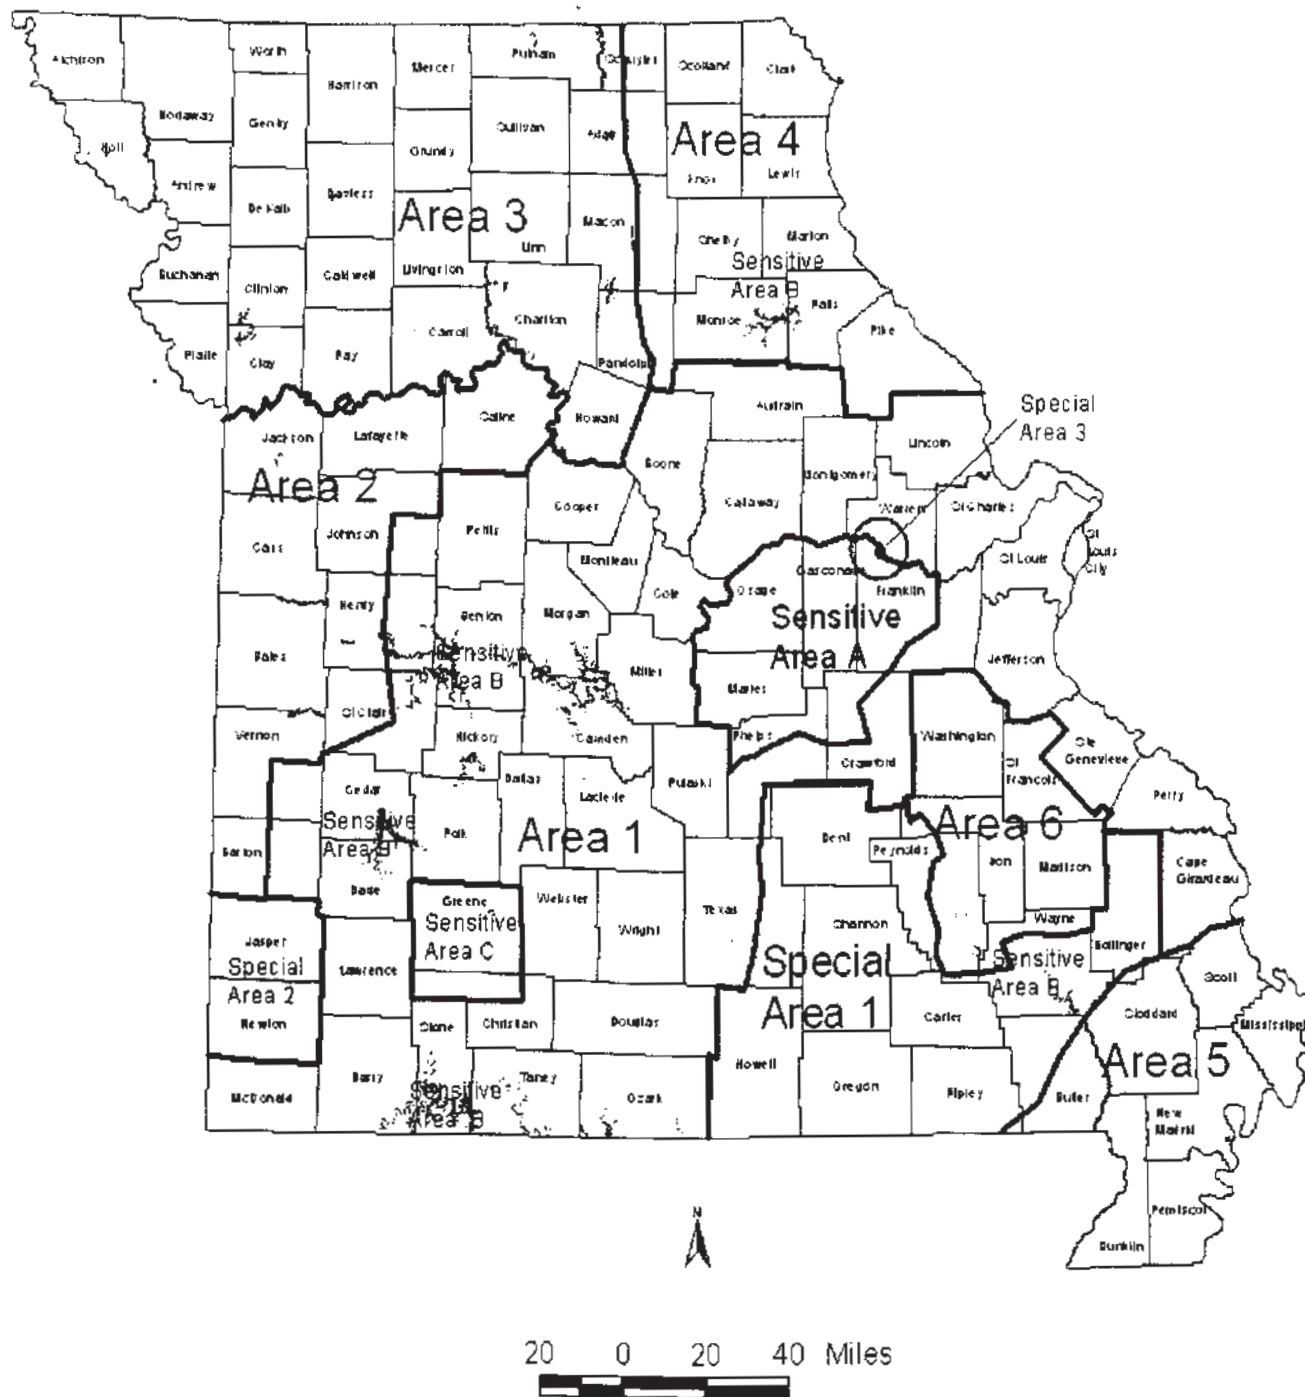 Worth
Putnam
Mercer
Scotland
Clark
Harrison
Nodaway
Gentry
Sullivan
Adair
Area 4
Grundy
Knox
Lewis
Andrew
De Kalb
Daviess
Area 3
Macon
Linn
Shelby
Marion
Sensitive
Area B
Buchanan
Clinton
Caldwell
Livingston
Monroe
Ralls
Chariton
Carroll
Pike
Platte
Clay
Ray
Randolph
Audrain
Special
Area 3
Saline
Howard
Jackson
Lafayette
Lincoln
Boone
Montgomery
Area 2
Callaway
Warren
St Charles
Cooper
Pettis
Johnson
Cass
St Louis
St
Louis
City
Moniteau
Gasconade
Osage
Franklin
Cole
Henry
Benton
Morgan
Sensitive
Area A
Bates
Sensitive
Area B
Miller
Maries
Jefferson
St Clair
Vernon
Hickory
Camden
Phelps
Washington
Crawford
Ste
Genevieve
St
Francois
Dallas
Laclede
Pulaski
Cedar
Perry
Sensitive
Area B
Polk
Area 1
Dent
Area 6
Barton
Reynolds
Iron
Madison
Cape
Girardeau
Dade
Greene
Webster
Texas
Wright
Shannon
Wayne
Sensitive
Area C
Jasper
Special
Area 2
Lawrence
Special
Area 1
Bollinger
Sensitive
Area B
Scott
Newton
Stone
Christian
Douglas
Carter
Stoddard
Mississippi
Howell
Area 5
McDonald
Barry
Taney
Sensitive
Area B
Ozark
Oregon
Ripley
Butler
New
Madrid
Pemiscot
Dunklin
N
20 0 20 40 Miles